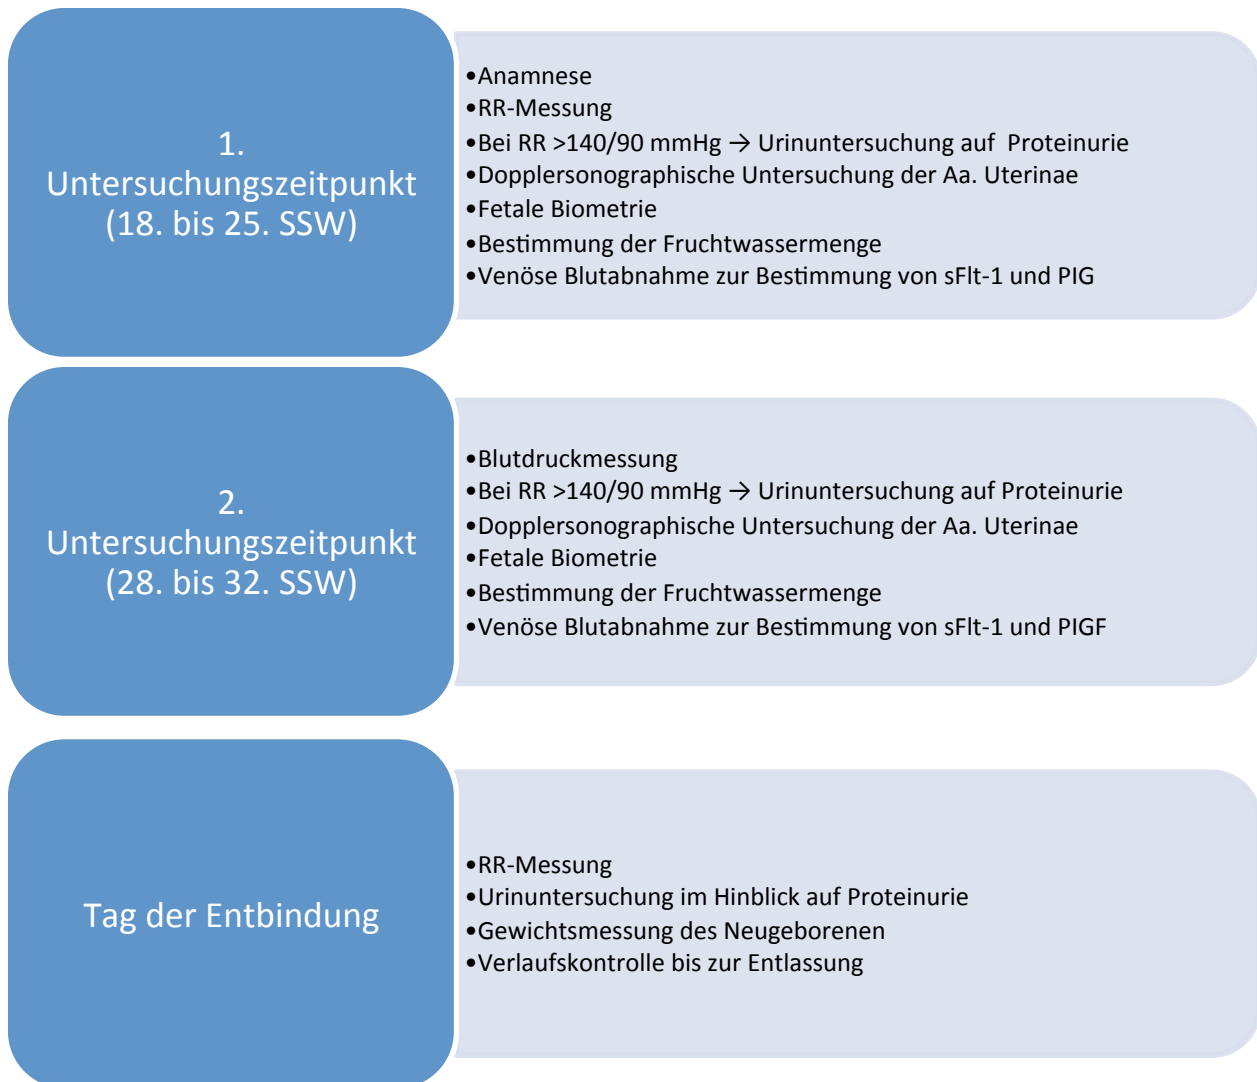 1.
Untersuchungszeitpunkt
(18. bis 25. SSW)
•Anamnese
•RR-Messung
•Bei RR >140/90 mmHg → Urinuntersuchung auf  Proteinurie
•Dopplersonographische Untersuchung der Aa. Uterinae
•Fetale Biometrie
•Bestimmung der Fruchtwassermenge
•Venöse Blutabnahme zur Bestimmung von sFlt-1 und PIG
2.
Untersuchungszeitpunkt
(28. bis 32. SSW)
•Blutdruckmessung
•Bei RR >140/90 mmHg → Urinuntersuchung auf Proteinurie
•Dopplersonographische Untersuchung der Aa. Uterinae
•Fetale Biometrie
•Bestimmung der Fruchtwassermenge
•Venöse Blutabnahme zur Bestimmung von sFlt-1 und PIGF
Tag der Entbindung
•RR-Messung
•Urinuntersuchung im Hinblick auf Proteinurie
•Gewichtsmessung des Neugeborenen
•Verlaufskontrolle bis zur Entlassung